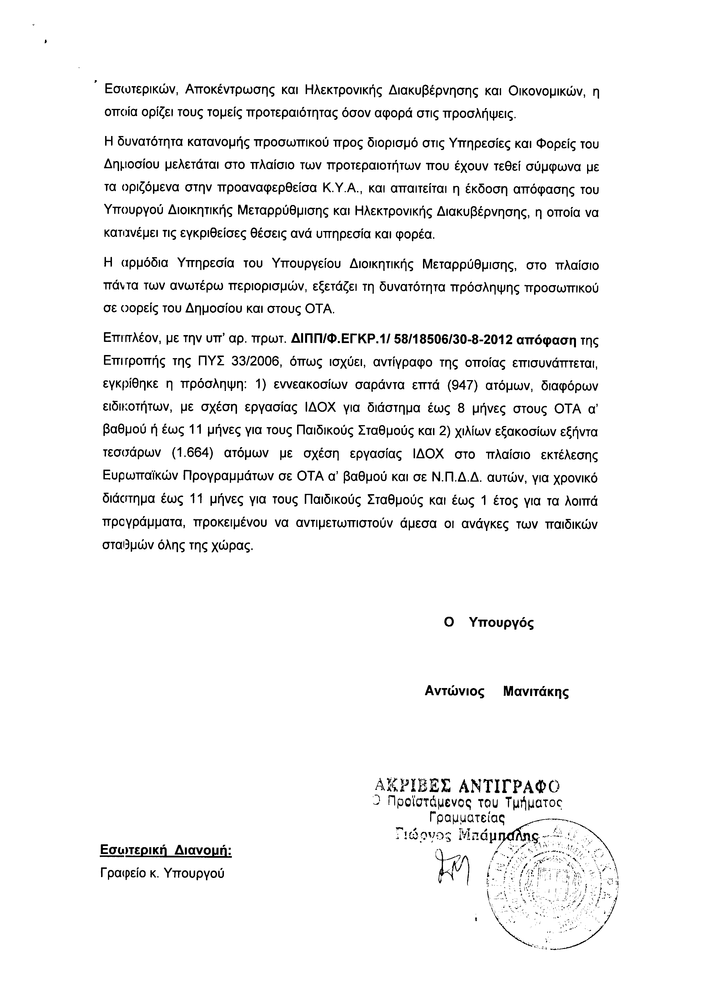 Εσωτερικών, Αποκέντρωσης και Ηλεκτρονικής Διακυβέρνησης και Οικονομικών, η
οποία ορίζει τους τομείς προτεραιότητας όσον αφορά στις προσλήψεις.
Η δυνατότητα κατανομής προσωπικού προς διορισμό στις Υπηρεσίες και Φορείς του
Δημοσίου μελετάται στο πλαίσιο των προτεραιοτήτων που έχουν τεθεί σύμφωνα με
τα οριζόμενα στην προαναφερθείσα Κ.Υ.Α., και απαιτείται η έκδοση απόφασης του
Υπουργού Διοικητικής Μεταρρύθμισης και Ηλεκτρονικής Διακυβέρνησης, η οποία να
κατανέμει τις εγκριθείσες θέσεις ανά υπηρεσία και φορέα.
Η αρμόδια Υπηρεσία του Υπουργείου Διοικητικής Μεταρρύθμισης, στο πλαίσιο
πάντα των ανωτέρω περιορισμών, εξετάζει τη δυνατότητα πρόσληψης προσωπικού
σε φορείς του Δημοσίου και στους ΟΤΑ.
Επιπλέον, με την υπ’ αρ. πρωτ. ΔΙΠΠ/Φ.ΕΓΚΡ.1/ 58/18506/30-8-2012 απόφαση της
Επιτροπής της ΠΥΣ 33/2006, όπως ισχύει, αντίγραφο της οποίας επισυνάπτεται,
εγκρίθηκε η πρόσληψη: 1) εννεακοσίων σαράντα επτά (947) ατόμων, διαφόρων
ειδικοτήτων, με σχέση εργασίας ΙΔΟΧ για διάστημα έως 8 μήνες στους ΟΤΑ α’
βαθμού ή έως 11 μήνες για τους Παιδικούς Σταθμούς και 2) χιλίων εξακοσίων εξήντα
τεσσάρων (1.664) ατόμων με σχέση εργασίας ΙΔΟΧ στο πλαίσιο εκτέλεσης
Ευρωπαϊκών Προγραμμάτων σε ΟΤΑ α’ βαθμού και σε Ν.Π.Δ.Δ. αυτών, για χρονικό
διάστημα έως 11 μήνες για τους Παιδικούς Σταθμούς και έως 1 έτος για τα λοιπά
προγράμματα, προκειμένου να αντιμετωπιστούν άμεσα οι ανάγκες των παιδικών
σταθμών όλης της χώρας.
Ο Υπουργός
Αντώνιος Μανιτάκης
ΑΚΡΙΒΕΣ ΑΝΤΙΓΡΑΦΟ
Ο Προϊστάμενος του Τμήματος
Γραμματείας
Γιώργος Μπάμπαλης
Εσωτερική Διανομή:
Γραφείο κ. Υπουργού